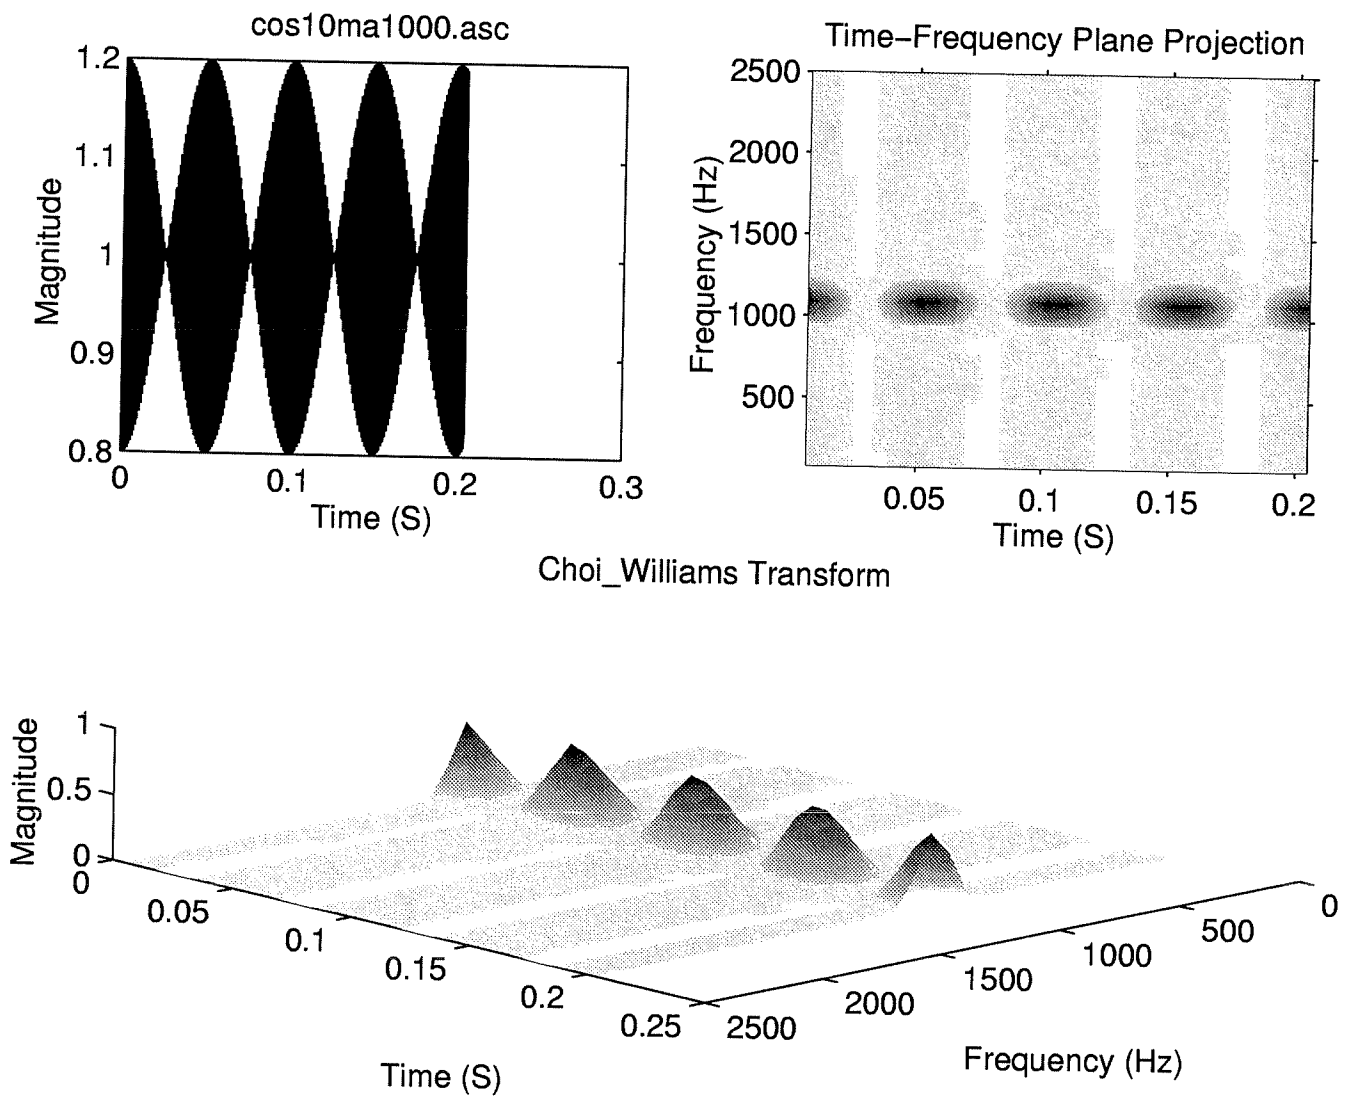 cos10ma1000.asc
1.2
1.1
1
0.9
0.8
Magnitude
0 0.1 0.2 0.3
Time (S)
Time–Frequency Plane Projection
2500
2000
1500
1000
500
Frequency (Hz)
0.05 0.1 0.15 0.2
Time (S)
Choi_Williams Transform
1
0.5
0
Magnitude
0
0.05
0.1
0.15
0.2
0.25
Time (S)
2500
2000
1500
1000
500
0
Frequency (Hz)